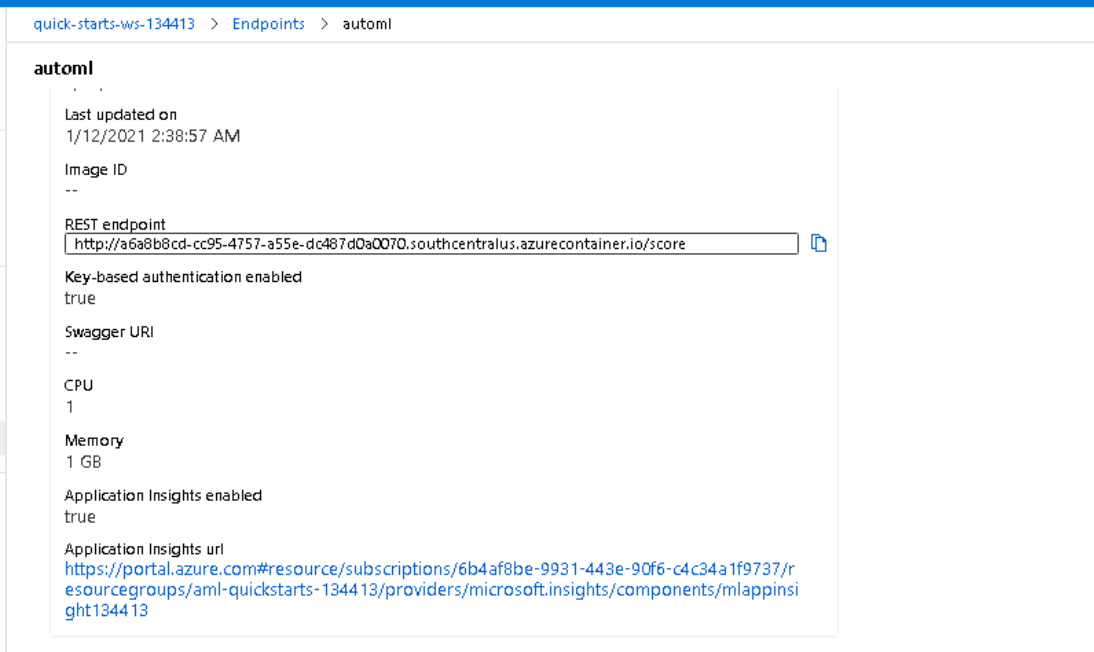 quick-starts-ws-134413 > Endpoints > automl
automl
Last updated on
1/12/2021 2:38:57 AM
Image ID
--
REST endpoint
http://a6a8b8cd-cc95-4757-a55e-dc487d0a0070.southcentralus.azurecontainer.io/score
Key-based authentication enabled
true
Swagger URI
--
CPU
1
Memory
1 GB
Application Insights enabled
true
Application Insights url
https://portal.azure.com#resource/subscriptions/6b4af8be-9931-443e-90f6-c4c34a1f9737/r
esourcegroups/aml-quickstarts-134413/providers/microsoft.insights/components/mlappinsi
ght134413